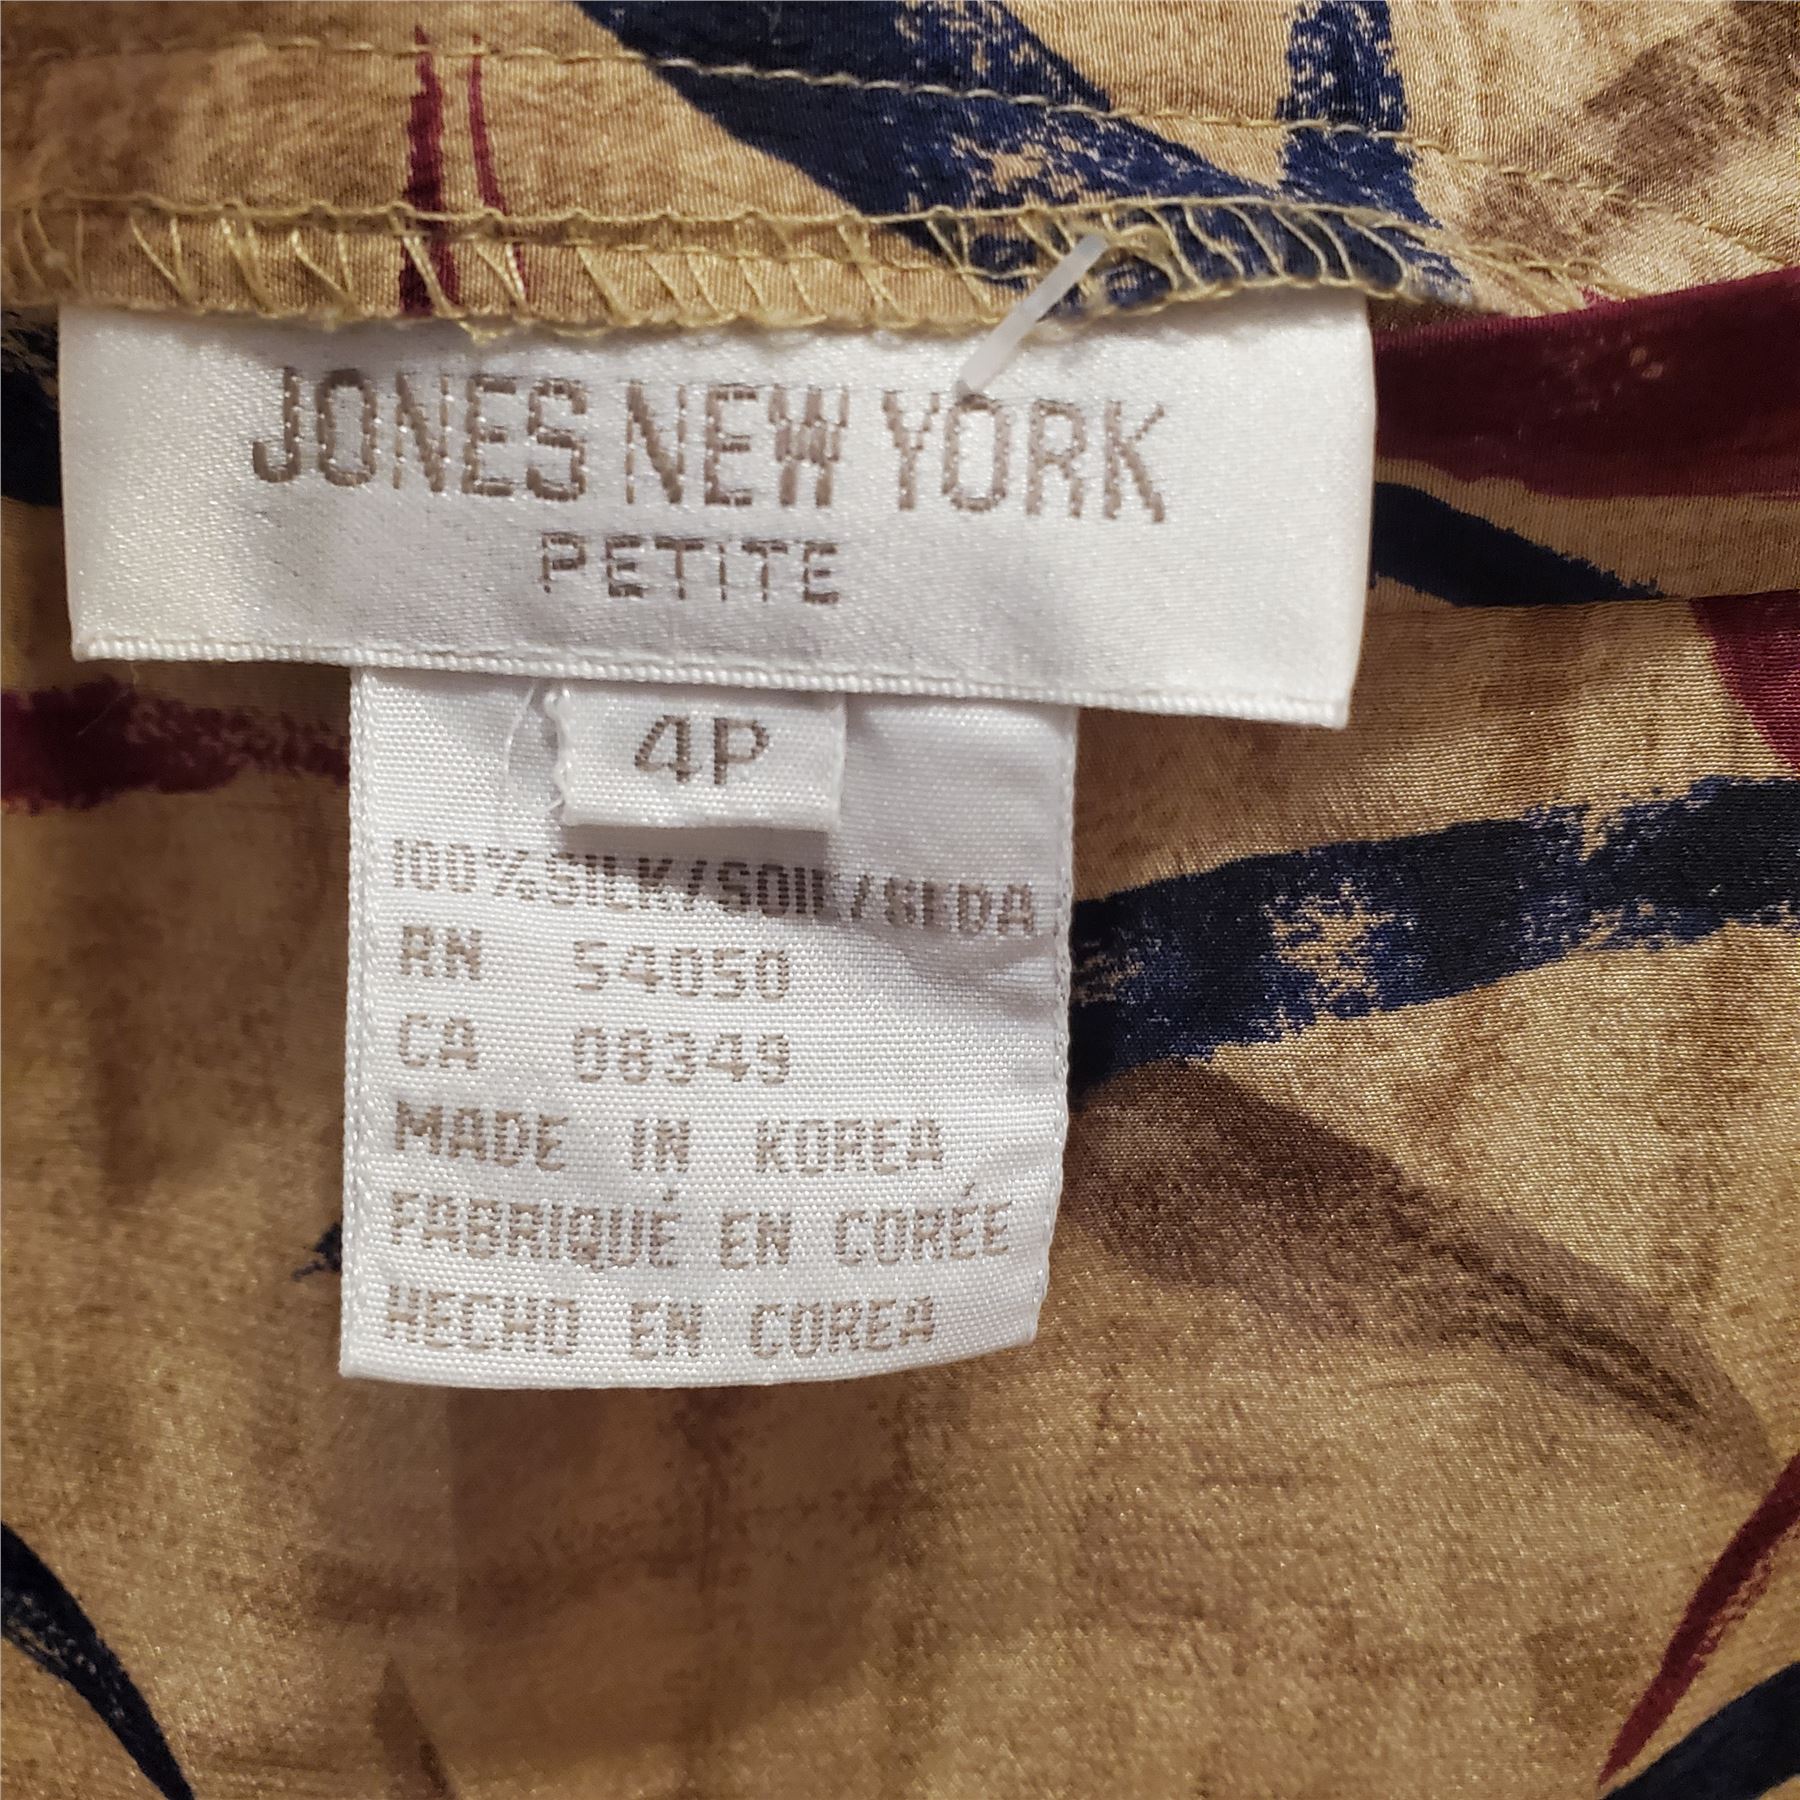 JONES NEW YORK
PETITE
4P
100%SILK/SOIE/SEDA
RN 54050
CA 08349
MADE IN KOREA
FABRIQUÉ EN CORÉE
HECHO EN COREA